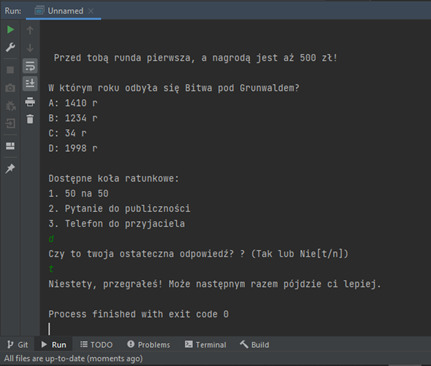 Run: Unnamed
Przed tobą runda pierwsza, a nagrodą jest aż 500 zł!
W którym roku odbyła się Bitwa pod Grunwaldem?
A: 1410 r
B: 1234 r
C: 34 r
D: 1998 r
Dostępne koła ratunkowe:
1. 50 na 50
2. Pytanie do publiczności
3. Telefon do przyjaciela
d
Czy to twoja ostateczna odpowiedź? ? (Tak lub Nie[t/n])
t
Niestety, przegrałeś! Może następnym razem pójdzie ci lepiej.
Process finished with exit code 0
Git Run TODO Problems Terminal Build
All files are up-to-date (moments ago)